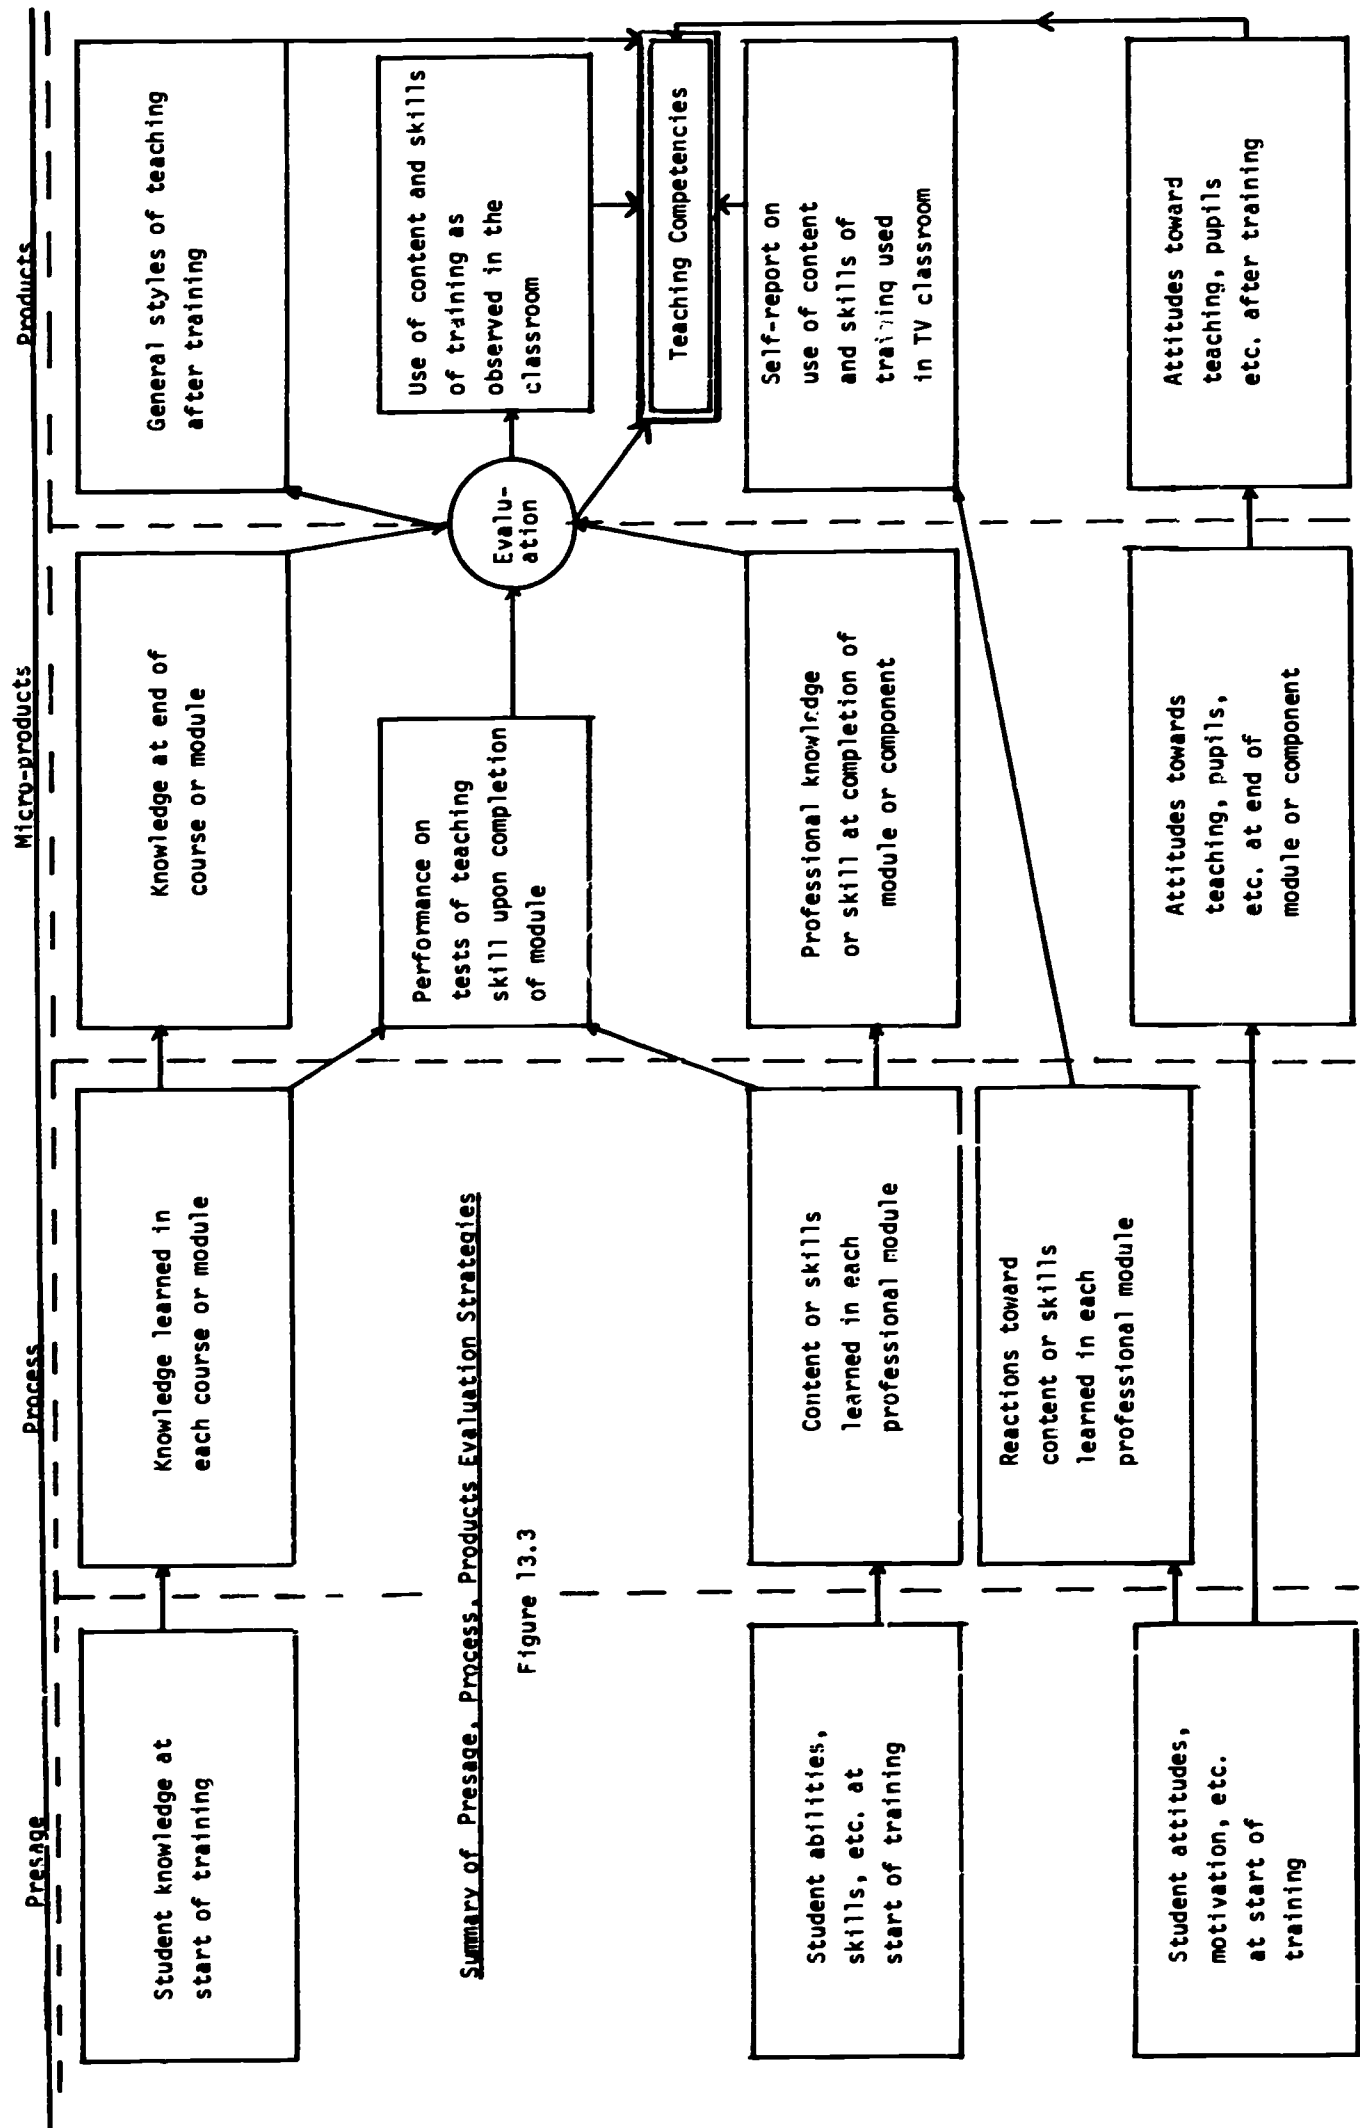 Presage
Process
Micro-products
Products
Student knowledge at
start of training
Knowledge learned in
each course or module
Knowledge at end of
course or module
General styles of teaching
after training
Performance on
tests of teaching
skill upon completion
of module
Evalu-
ation
Use of content and skills
of training as
observed in the
classroom
Summary of Presage, Process, Products Evaluation Strategies
Figure 13.3
Teaching Competencies
Student abilities,
skills, etc. at
start of training
Content or skills
learned in each
professional module
Professional knowledge
or skill at completion of
module or component
Self-report on
use of content
and skills of
training used
in TV classroom
Reactions toward
content or skills
learned in each
professional module
Student attitudes,
motivation, etc.
at start of
training
Attitudes towards
teaching, pupils,
etc. at end of
module or component
Attitudes toward
teaching, pupils
etc. after training